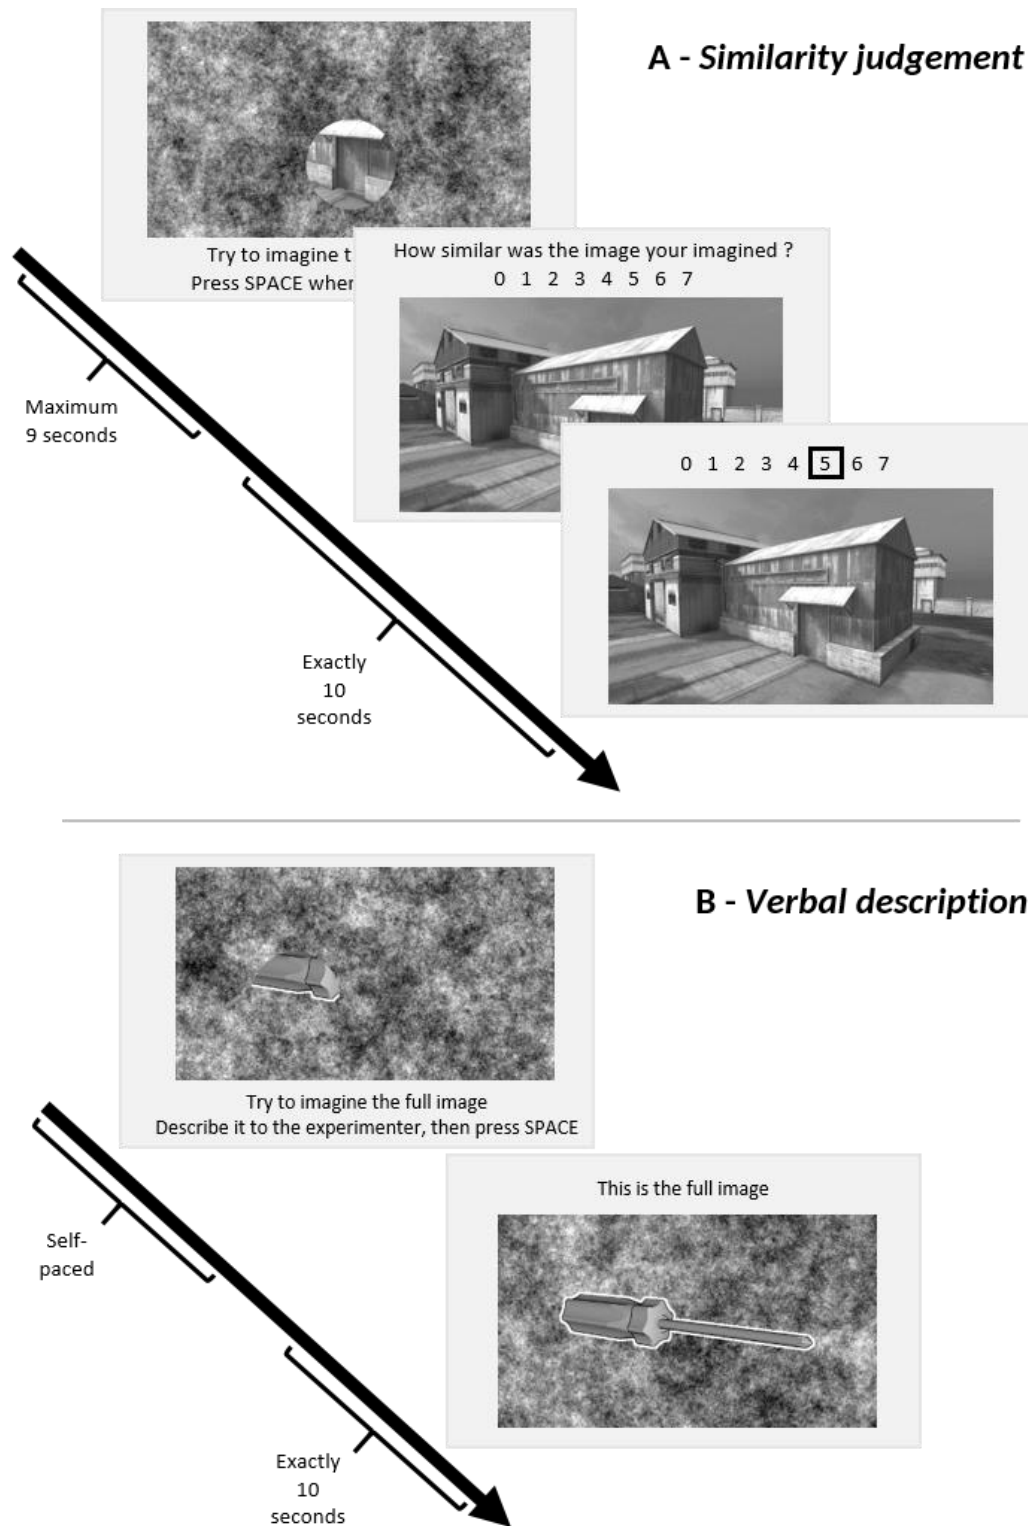 A - Similarity judgement
Try to imagine t
Press SPACE wher
How similar was the image your imagined ?
0 1 2 3 4 5 6 7
0 1 2 3 4 5 6 7
Maximum
9 seconds
Exactly
10
seconds
B - Verbal description
Try to imagine the full image
Describe it to the experimenter, then press SPACE
This is the full image
Self-
paced
Exactly
10
seconds